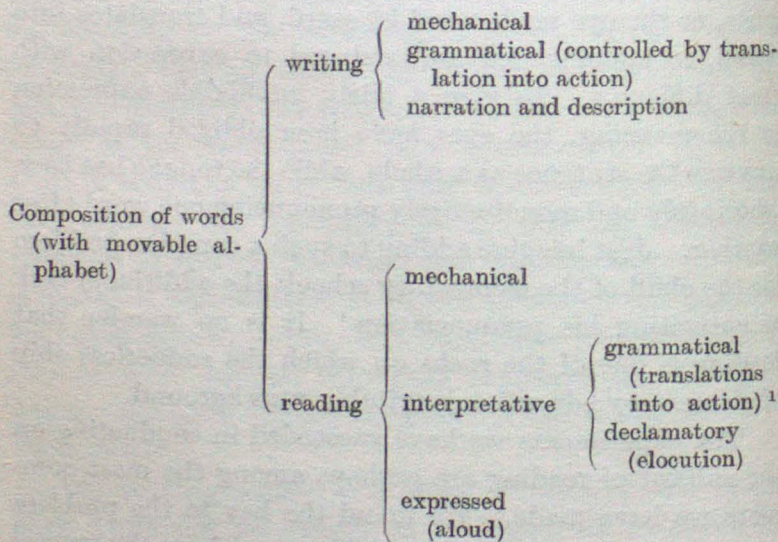 mechanical
writing
grammatical (controlled by trans-
lation into action)
narration and description
Composition of words
(with movable al-
phabet)
mechanical
reading
interpretative
grammatical
(translations
into action) 1
declamatory
(elocution)
expressed
(aloud)